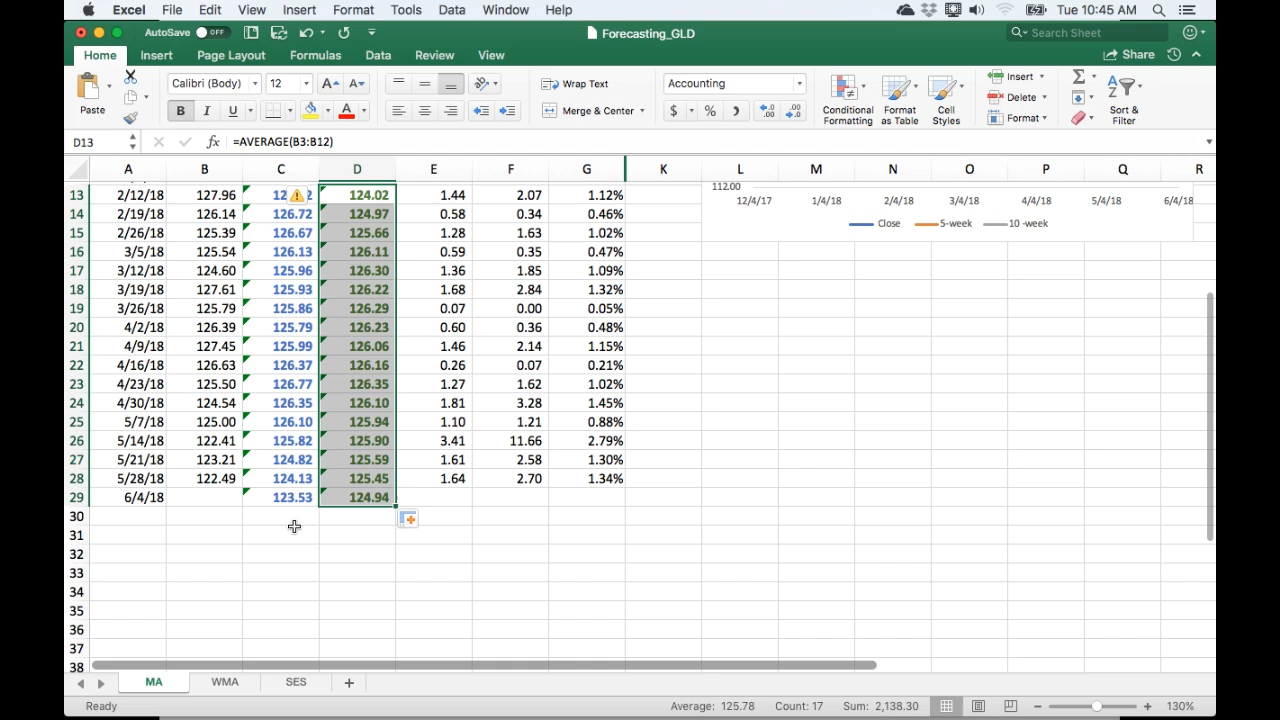 Excel File Edit View Insert Format Tools Data Window Help Tue 10:45 AM
AutoSave OFF Forecasting_GLD Search Sheet
Home Insert Page Layout Formulas Data Review View Share
Calibri (Body) 12 A A Wrap Text Accounting Insert Σ
Paste B I U A Merge & Center $ % Conditional Formatting Format as Table Cell Styles Delete Format Sort & Filter
D13 fx =AVERAGE(B3:B12)
A B C D E F G K L M N O P Q R
112.00
12/4/17 1/4/18 2/4/18 3/4/18 4/4/18 5/4/18 6/4/18
Close 5-week 10 -week
13 2/12/18 127.96 124.02 1.44 2.07 1.12%
14 2/19/18 126.14 126.72 124.97 0.58 0.34 0.46%
15 2/26/18 125.39 126.67 125.66 1.28 1.63 1.02%
16 3/5/18 125.54 126.13 126.11 0.59 0.35 0.47%
17 3/12/18 124.60 125.96 126.30 1.36 1.85 1.09%
18 3/19/18 127.61 125.93 126.22 1.68 2.84 1.32%
19 3/26/18 125.79 125.86 126.29 0.07 0.00 0.05%
20 4/2/18 126.39 125.79 126.23 0.60 0.36 0.48%
21 4/9/18 127.45 125.99 126.06 1.46 2.14 1.15%
22 4/16/18 126.63 126.37 126.16 0.26 0.07 0.21%
23 4/23/18 125.50 126.77 126.35 1.27 1.62 1.02%
24 4/30/18 124.54 126.35 126.10 1.81 3.28 1.45%
25 5/7/18 125.00 126.10 125.94 1.10 1.21 0.88%
26 5/14/18 122.41 125.82 125.90 3.41 11.66 2.79%
27 5/21/18 123.21 124.82 125.59 1.61 2.58 1.30%
28 5/28/18 122.49 124.13 125.45 1.64 2.70 1.34%
29 6/4/18 123.53 124.94
30
31
32
33
34
35
36
37
38
MA WMA SES +
Ready Average: 125.78 Count: 17 Sum: 2,138.30 130%